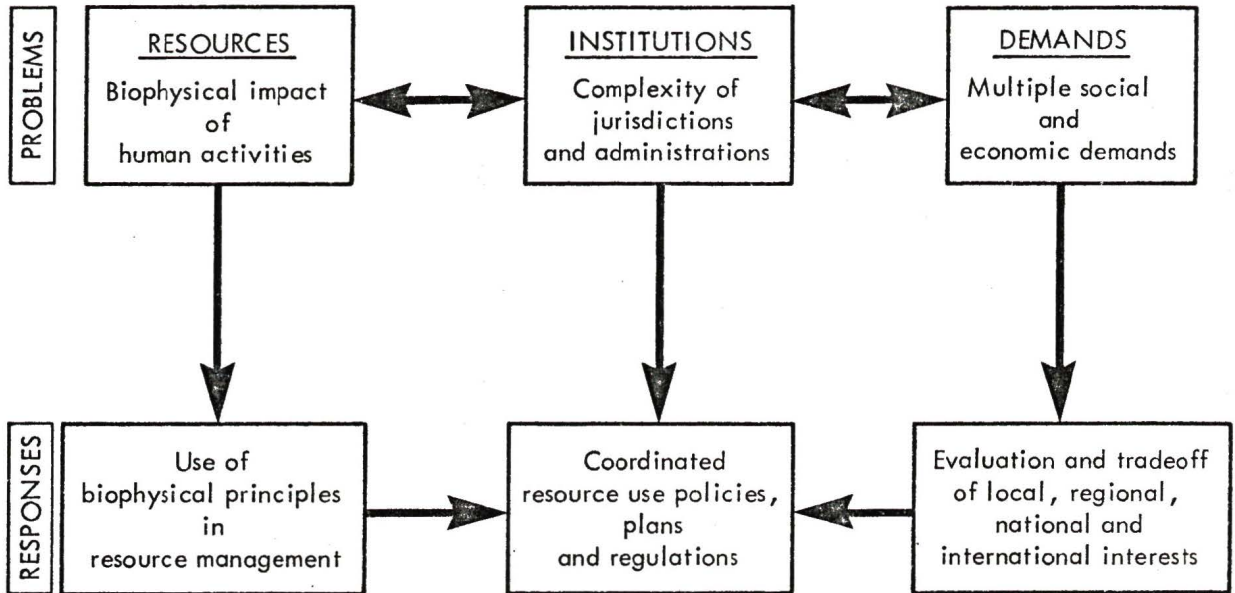 PROBLEMS
RESOURCES
Biophysical impact
of
human activities
INSTITUTIONS
Complexity of
jurisdictions
and administrations
DEMANDS
Multiple social
and
economic demands
RESPONSES
Use of
biophysical principles
in
resource management
Coordinated
resource use policies,
plans
and regulations
Evaluation and tradeoff
of local, regional,
national and
international interests